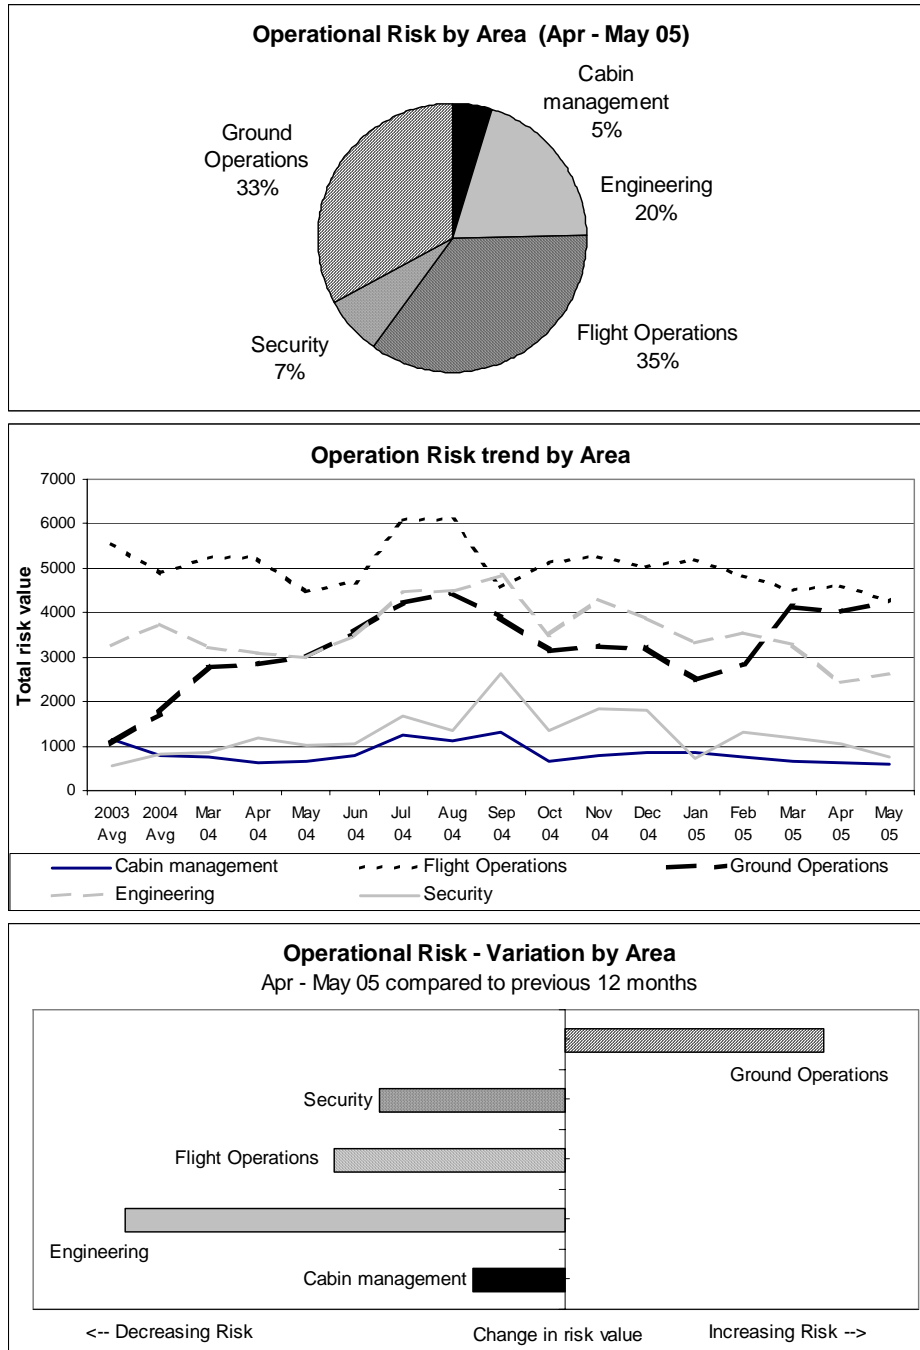 Operational Risk by Area (Apr - May 05)
Cabin
management
5%
Ground
Operations
33%
Engineering
20%
Flight Operations
35%
Security
7%
Operation Risk trend by Area
Total risk value
7000
6000
5000
4000
3000
2000
1000
0
2003 2004 Mar Apr May Jun Jul Aug Sep Oct Nov Dec Jan Feb Mar Apr May
Avg Avg 04 04 04 04 04 04 04 04 04 04 05 05 05 05 05
Cabin management Flight Operations Ground Operations
Engineering Security
Operational Risk - Variation by Area
Apr - May 05 compared to previous 12 months
Ground Operations
Security
Flight Operations
Engineering
Cabin management
<-- Decreasing Risk Change in risk value Increasing Risk -->